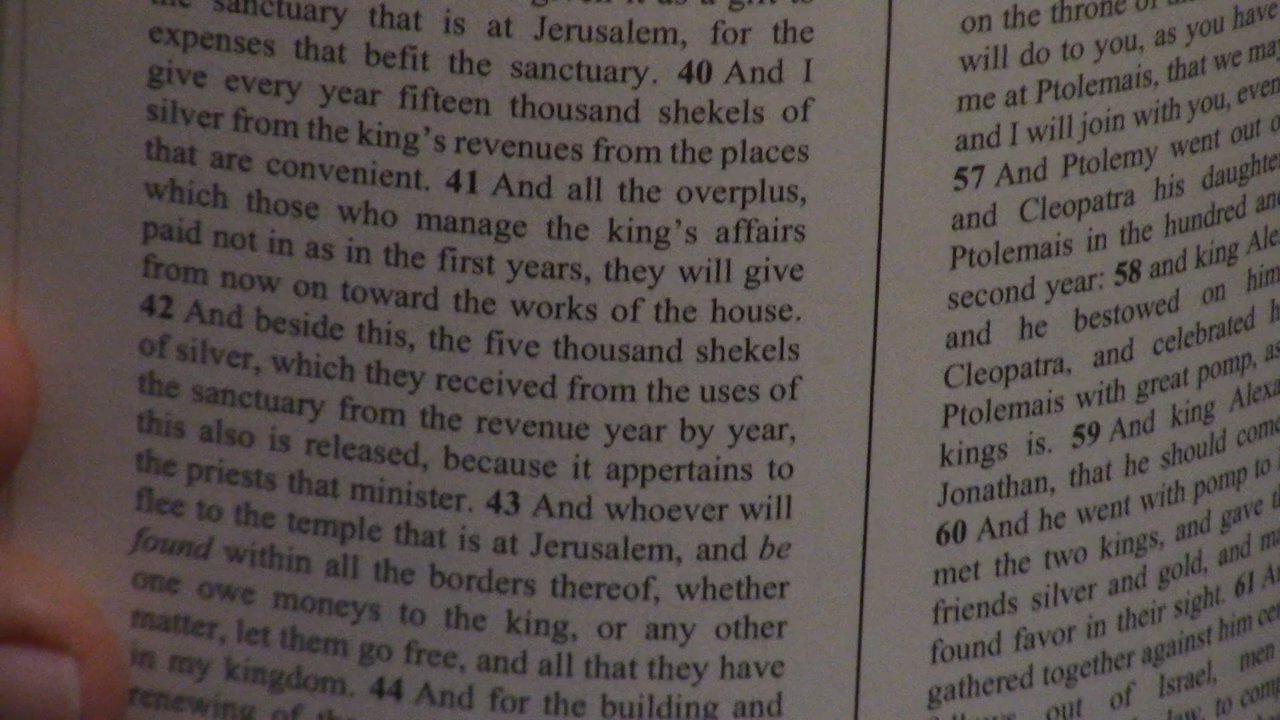 sanctuary that is at Jerusalem, for the
expenses that befit the sanctuary. 40 And I
give every year fifteen thousand shekels of
silver from the king's revenues from the places
that are convenient. 41 And all the overplus,
which those who manage the king's affairs
paid not in as in the first years, they will give
from now on toward the works of the house.
42 And beside this, the five thousand shekels
of silver, which they received from the uses of
the sanctuary from the revenue year by year,
this also is released, because it appertains to
the priests that minister. 43 And whoever will
flee to the temple that is at Jerusalem, and be
found within all the borders thereof, whether
one owe moneys to the king, or any other
matter, let them go free, and all that they have
in my kingdom. 44 And for the building and
renewing of
on the throne of
will do to you, as you have
me at Ptolemais, that we may
and I will join with you, even
57 And Ptolemy went out
and Cleopatra his
Ptolemais in the hundred
second year: 58 and king
and he bestowed on him
Cleopatra, and celebrated
Ptolemais with great pomp, as
kings is. 59 And king
Jonathan, that he should come
60 And he went with pomp to
met the two kings, and gave
friends silver and gold, and
found favor in their sight. 61
gathered together against him
out of Israel, men
to